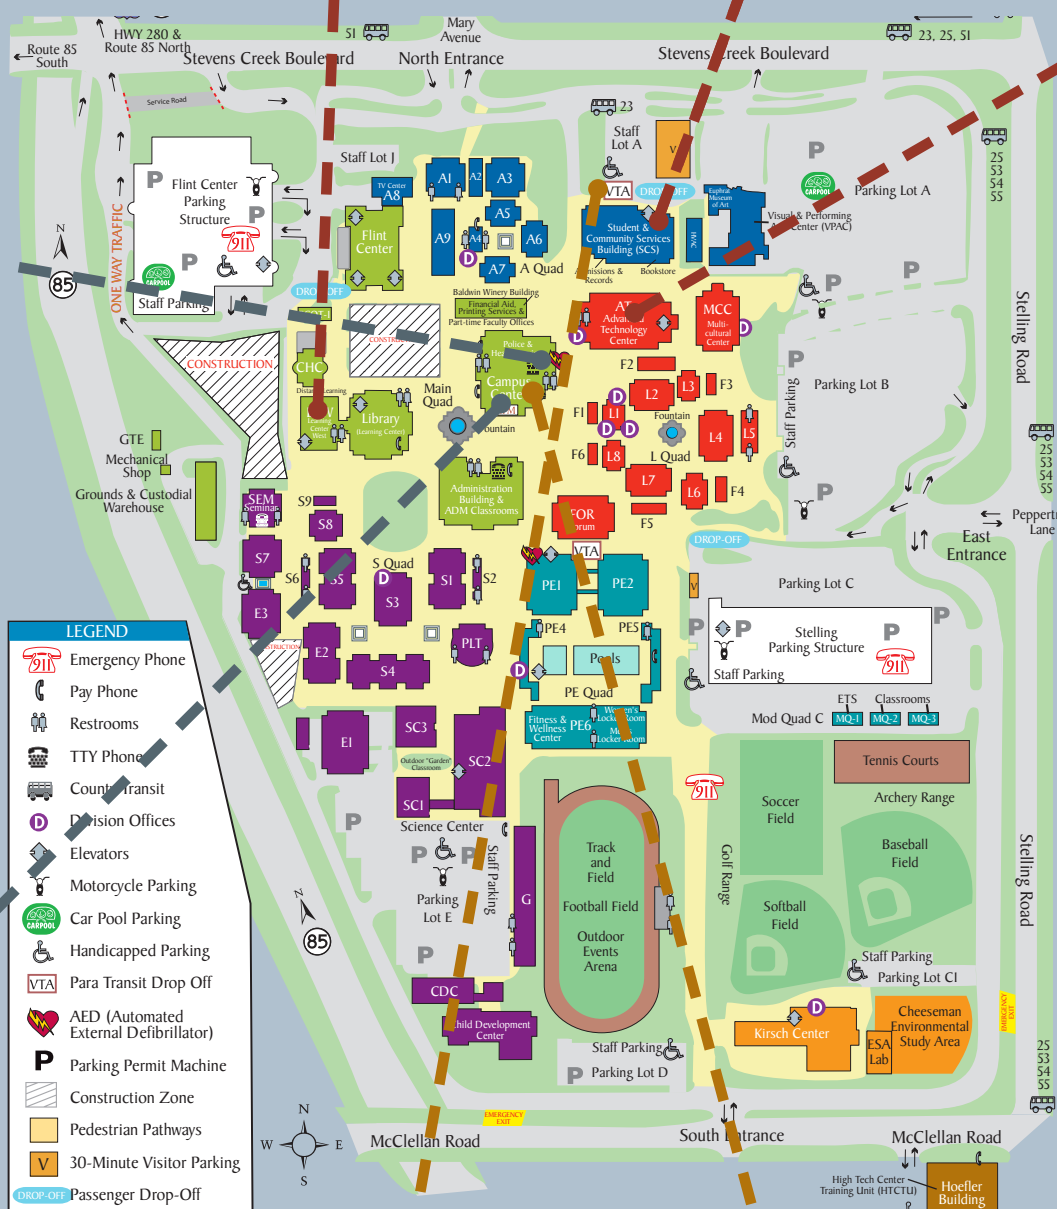 HWY 280 &
Route 85 North
Route 85
South
Stevens Creek Boulevard
51
Mary
Avenue
North Entrance
Stevens Creek Boulevard
23, 25, 51
Service Road
23
Staff
Lot A
V
VTA
DROP-OFF
P
CARPOOL
Parking Lot A
25
53
54
55
Staff Lot J
TV Center
A8
A1
A2
A3
A5
A4
A6
A9
A7
D
A Quad
Flint
Center
Flint Center
Parking
Structure
P
P
P
911
CARPOOL
Staff Parking
ONE WAY TRAFFIC
N
85
DROP-OFF
Student &
Community Services
Building (SCS)
Admissions &
Records
Bookstore
Euphrat
Museum
of Art
Visual & Performing
Center (VPAC)
Baldwin Winery Building
Financial Aid,
Printing Services &
Part-time Faculty Offices
CONSTRUCTION
CHC
Library
(Learning Center)
Main
Quad
Police &
Campus
Fountain
Advanced
Technology
Center
D
MCC
Multi-
cultural
Center
D
P
P
F2
F3
F1
L1
L2
L3
L4
L5
F6
L8
L7
L6
F4
F5
D
D
D
Fountain
L Quad
Staff Parking
Parking Lot B
P
P
Stelling Road
25
53
54
55
Peppertree
Lane
East
Entrance
GTE
Mechanical
Shop
Grounds & Custodial
Warehouse
Administration
Building &
ADM Classrooms
FOR
Forum
VTA
DROP-OFF
SEM
Seminar
S9
S8
S7
S6
S5
S Quad
D
S3
S1
S2
E3
E2
S4
PLT
PE1
PE2
PE4
PE5
Pools
D
PE Quad
Fitness &
Wellness
Center
PE6
Women's
Locker Room
Men's
Locker Room
V
Parking Lot C
P
P
P
P
Stelling
Parking Structure
911
Staff Parking
ETS
Classrooms
Mod Quad C
MQ-1
MQ-2
MQ-3
Tennis Courts
Archery Range
E1
SC3
SC2
Outdoor "Garden"
Classroom
SC1
Science Center
911
Soccer
Field
Baseball
Field
Softball
Field
Golf Range
Stelling Road
P
P
P
Parking
Lot E
P
Staff Parking
G
Track
and
Field
Football Field
Outdoor
Events
Arena
Staff Parking
Parking Lot C1
N
85
CDC
Child Development
Center
Kirsch Center
D
ESA
Lab
Cheeseman
Environmental
Study Area
EMERGENCY
EXIT
Staff Parking
P
Parking Lot D
25
53
54
55
EMERGENCY
EXIT
McClellan Road
South Entrance
McClellan Road
High Tech Center
Training Unit (HTCTU)
Hoefler
Building
N
W
E
S
LEGEND
911
Emergency Phone
Pay Phone
Restrooms
TTY Phone
County Transit
D
Division Offices
Elevators
Motorcycle Parking
CARPOOL
Car Pool Parking
Handicapped Parking
VTA
Para Transit Drop Off
AED (Automated
External Defibrillator)
P
Parking Permit Machine
Construction Zone
Pedestrian Pathways
V
30-Minute Visitor Parking
DROP-OFF
Passenger Drop-Off